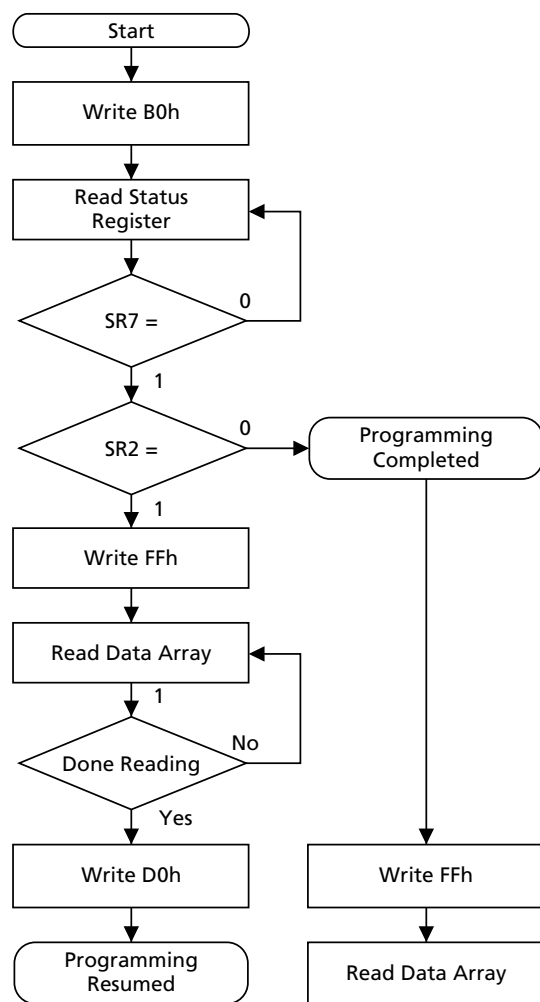 Start
Write B0h
Read Status
Register
0
SR7 =
1
0
SR2 =
Programming
Completed
1
Write FFh
Read Data Array
1
No
Done Reading
Yes
Write D0h
Write FFh
Programming
Resumed
Read Data Array